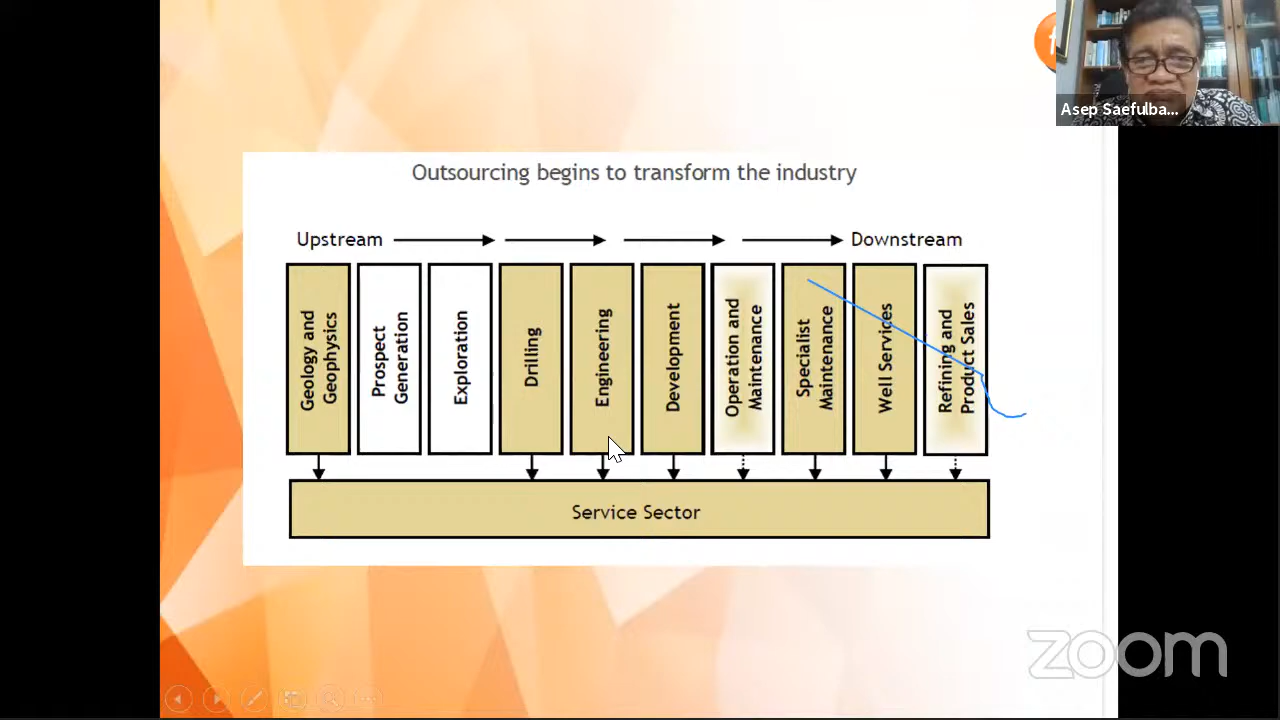 Asep Saefulba...
Outsourcing begins to transform the industry
Upstream
Downstream
Geology and
Geophysics
Prospect
Generation
Exploration
Drilling
Engineering
Development
Operation and
Maintenance
Specialist
Maintenance
Well Services
Refining and
Product Sales
Service Sector
zoom